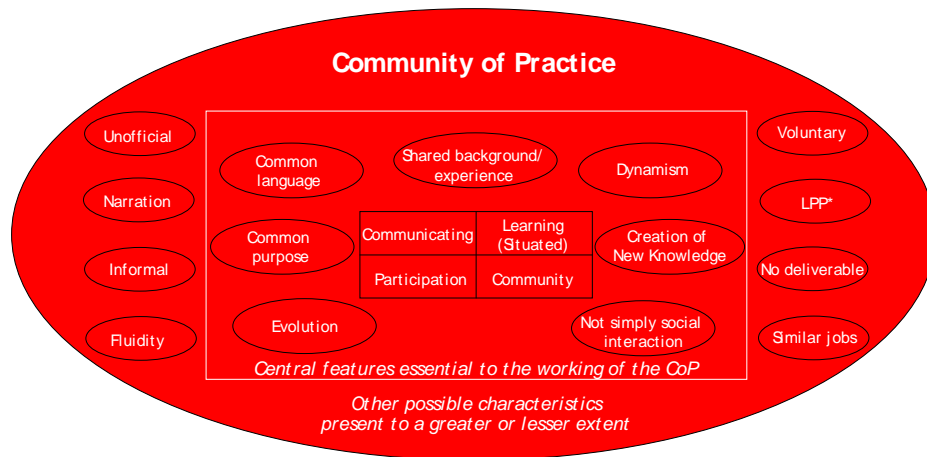 Community of Practice
Unofficial
Narration
Informal
Fluidity
Common
language
Shared background/
experience
Dynamism
Common
purpose
Communicating
Learning
(Situated)
Participation
Community
Creation of
New Knowledge
Evolution
Not simply social
interaction
Central features essential to the working of the CoP
Voluntary
LPP*
No deliverable
Similar jobs
Other possible characteristics
present to a greater or lesser extent